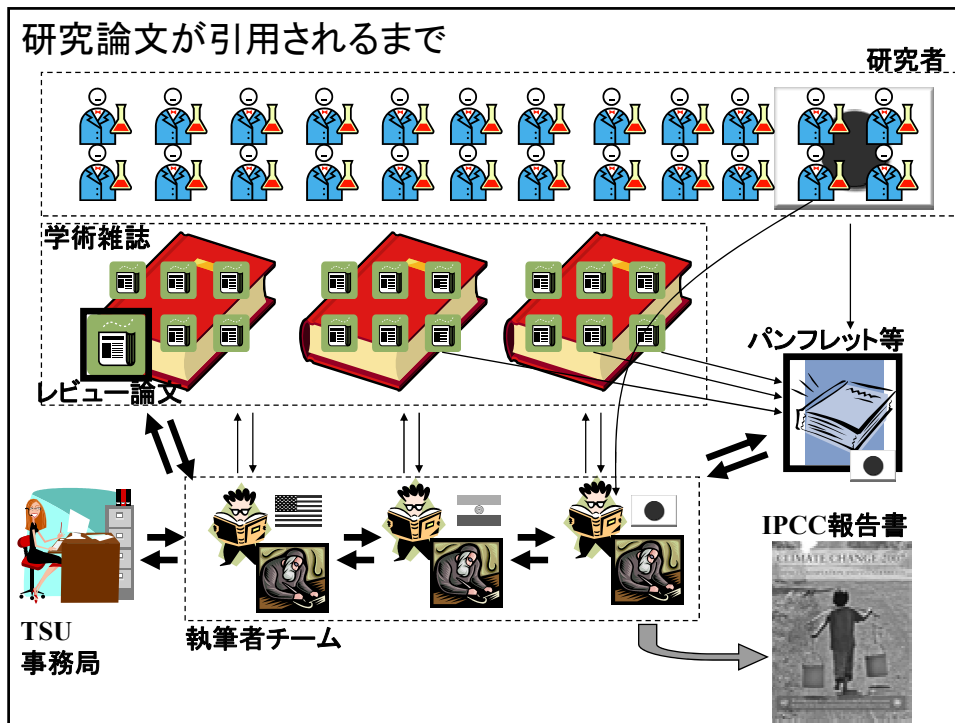 研究論文が引用されるまで
研究者
学術雑誌
レビュー論文
パンフレット等
TSU
事務局
執筆者チーム
IPCC報告書
CLIMATE CHANGE 2007